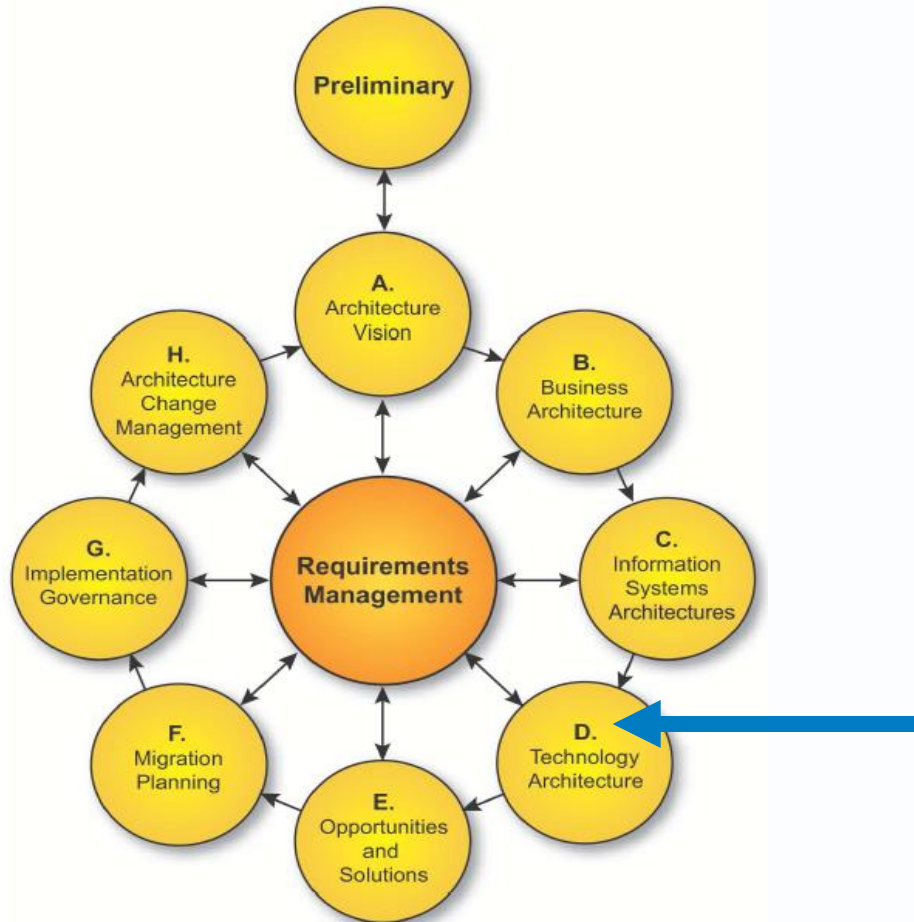 Preliminary
A.
Architecture
Vision
B.
Business
Architecture
C.
Information
Systems
Architectures
D.
Technology
Architecture
E.
Opportunities
and
Solutions
F.
Migration
Planning
G.
Implementation
Governance
H.
Architecture
Change
Management
Requirements
Management